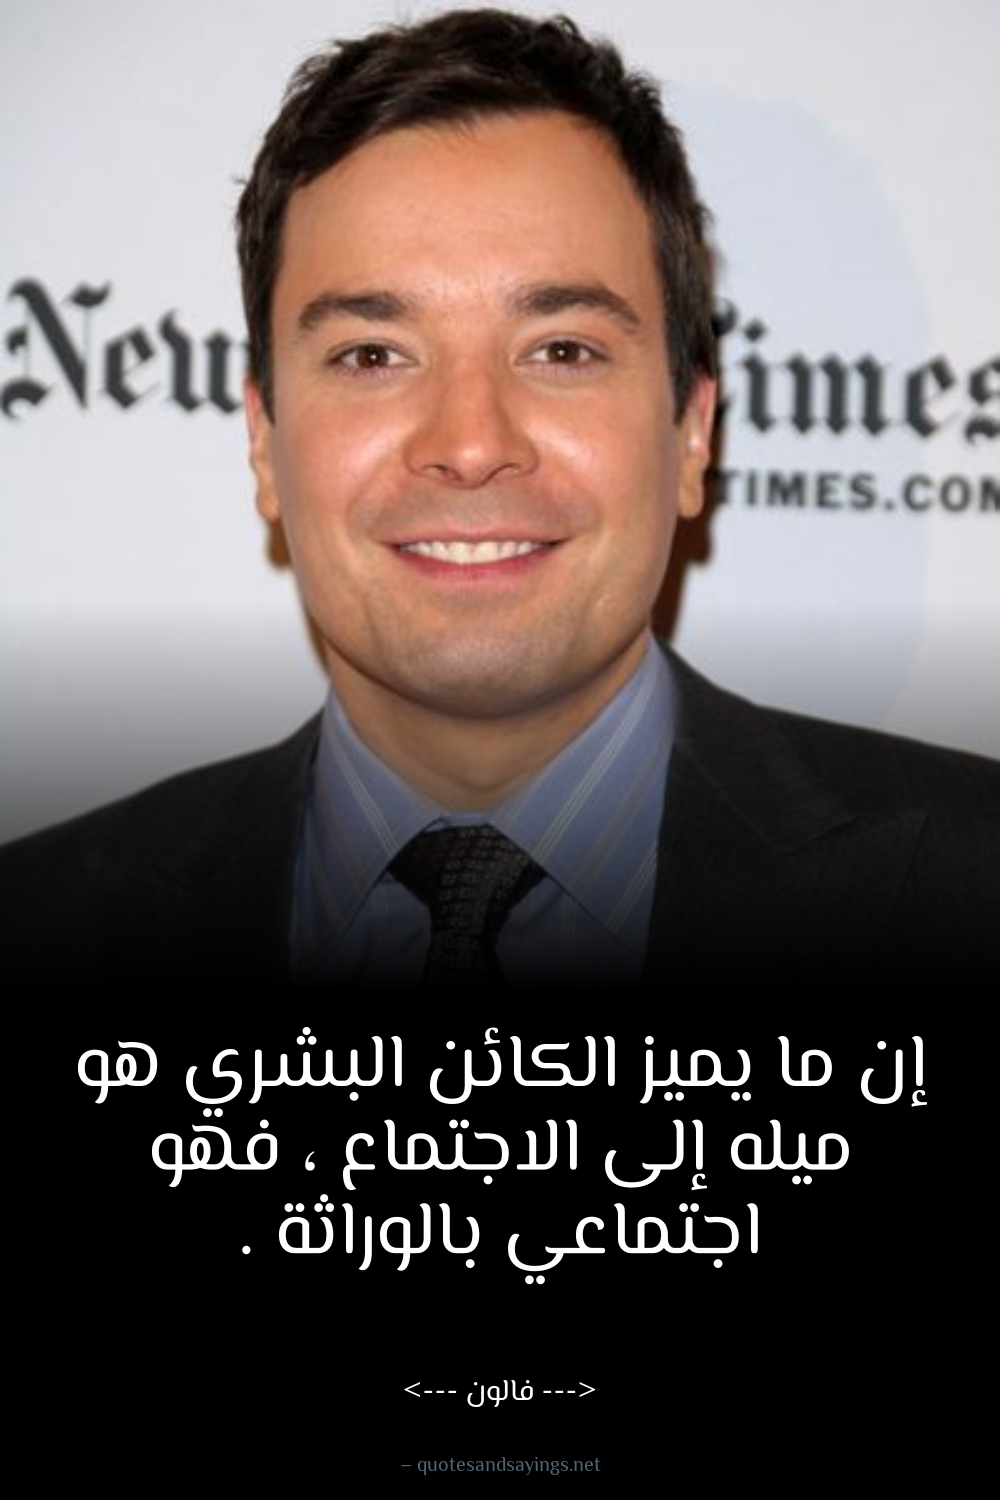 New
Times
TIMES.COM
إن ما يميز الكائن البشري هو
ميله إلى الاجتماع ، فهو
اجتماعي بالوراثة .
<--- فالون --->
– quotesandsayings.net